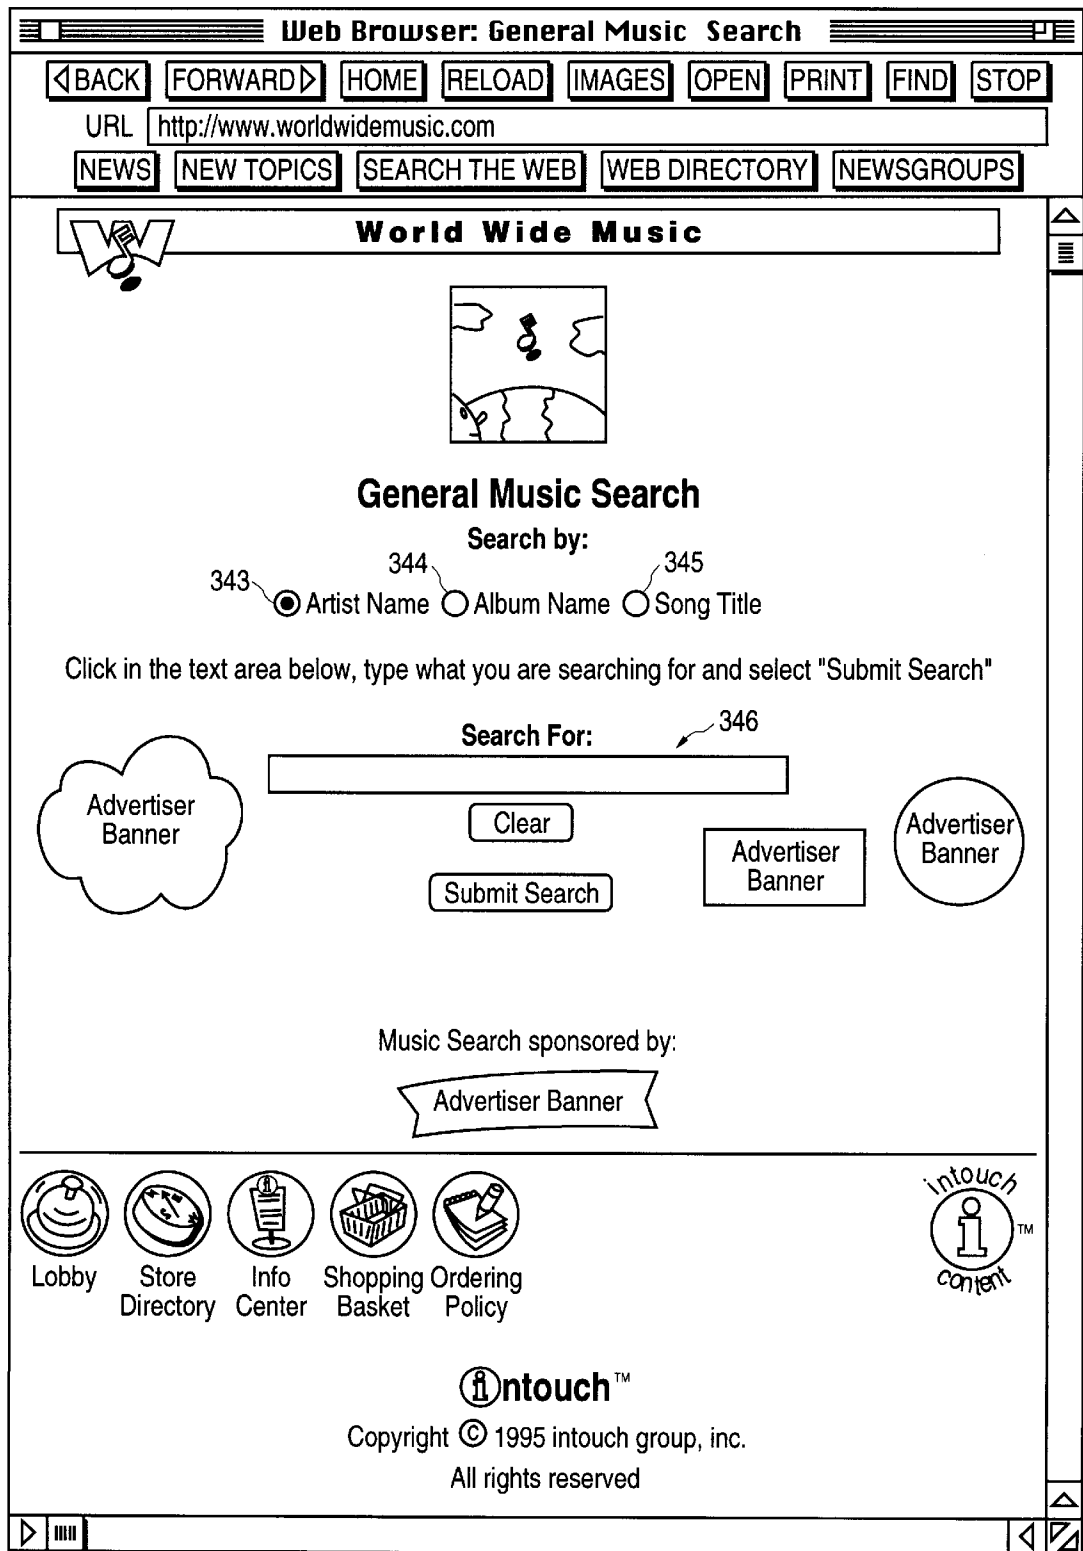 Web Browser: General Music Search
BACK FORWARD HOME RELOAD IMAGES OPEN PRINT FIND STOP
URL http://www.worldwidemusic.com
NEWS NEW TOPICS SEARCH THE WEB WEB DIRECTORY NEWSGROUPS
World Wide Music
General Music Search
Search by:
343 344 345
Artist Name Album Name Song Title
Click in the text area below, type what you are searching for and select "Submit Search"
Search For: 346
Advertiser
Banner
Clear
Submit Search
Advertiser
Banner
Advertiser
Banner
Music Search sponsored by:
Advertiser Banner
Lobby
Store
Directory
Info
Center
Shopping
Basket
Ordering
Policy
intouch
i TM
content
intouch™
Copyright © 1995 intouch group, inc.
All rights reserved